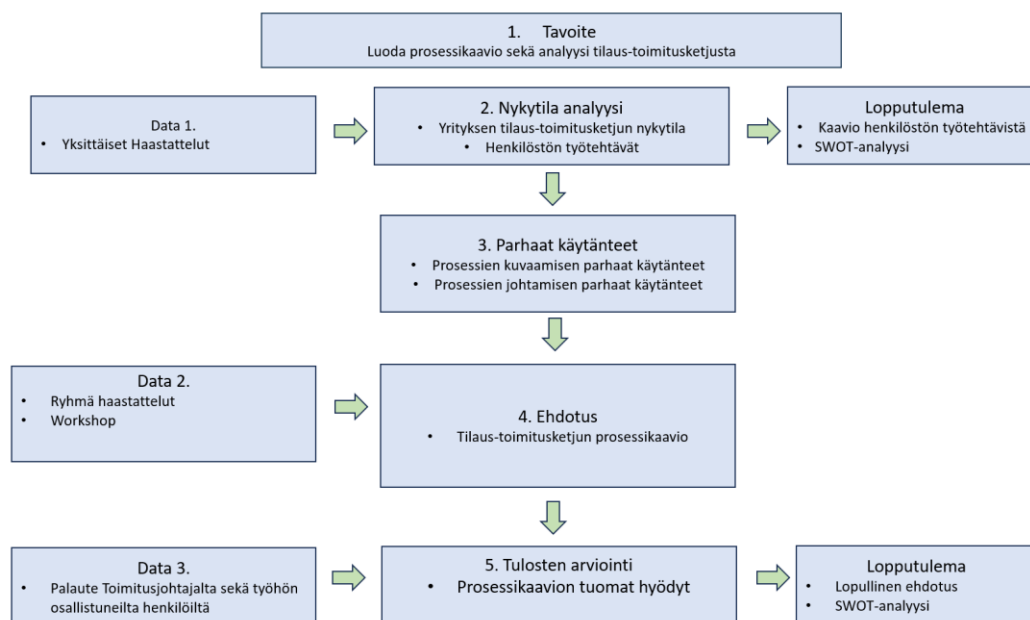 1. Tavoite
Luoda prosessikaavio sekä analyysi tilaus-toimitusketjusta
Data 1.
• Yksittäiset Haastattelut
2. Nykytila analyysi
• Yrityksen tilaus-toimitusketjun nykytila
• Henkilöstön työtehtävät
Lopputulema
• Kaavio henkilöstön työtehtävistä
• SWOT-analyysi
3. Parhaat käytänteet
• Prosessien kuvaamisen parhaat käytänteet
• Prosessien johtamisen parhaat käytänteet
Data 2.
• Ryhmä haastattelut
• Workshop
4. Ehdotus
• Tilaus-toimitusketjun prosessikaavio
Data 3.
• Palaute Toimitusjohtajalta sekä työhön
osallistuneilta henkilöiltä
5. Tulosten arviointi
• Prosessikaavion tuomat hyödyt
Lopputulema
• Lopullinen ehdotus
• SWOT-analyysi